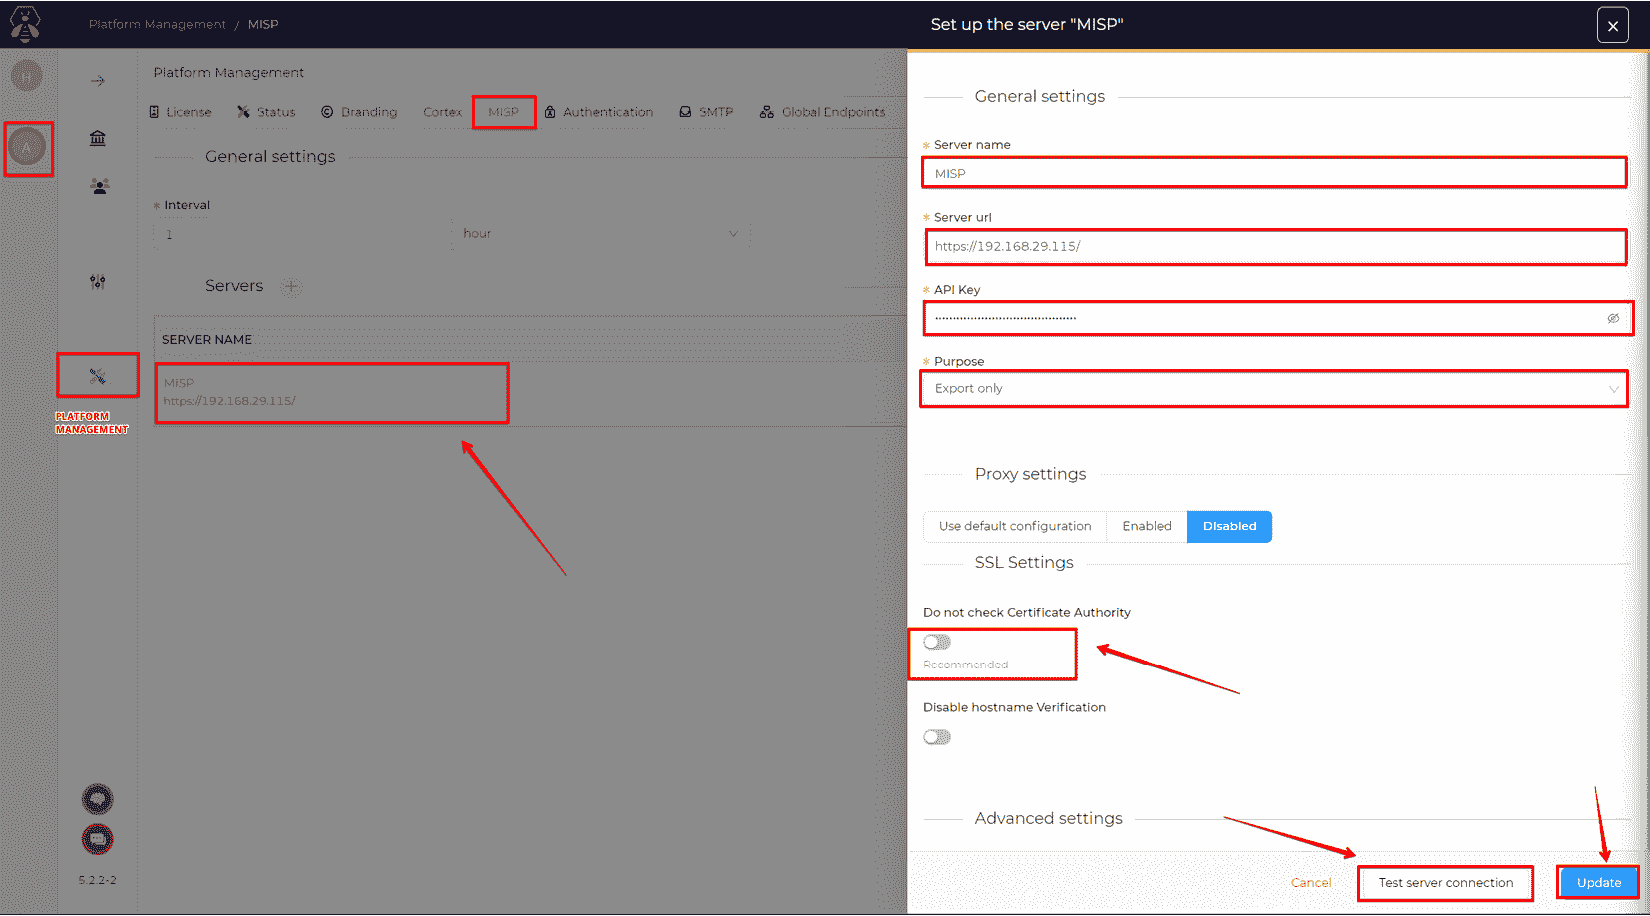 Platform Management / MISP
Set up the server "MISP"
H
A
PLATFORM
MANAGEMENT
5.2.2-2
Platform Management
License
Status
Branding
Cortex
MISP
Authentication
SMTP
Global Endpoints
General settings
* Interval
1
hour
Servers
SERVER NAME
MISP
https://192.168.29.115/
General settings
* Server name
MISP
* Server url
https://192.168.29.115/
* API Key
* Purpose
Export only
Proxy settings
Use default configuration
Enabled
Disabled
SSL Settings
Do not check Certificate Authority
Recommended
Disable hostname Verification
Advanced settings
Cancel
Test server connection
Update